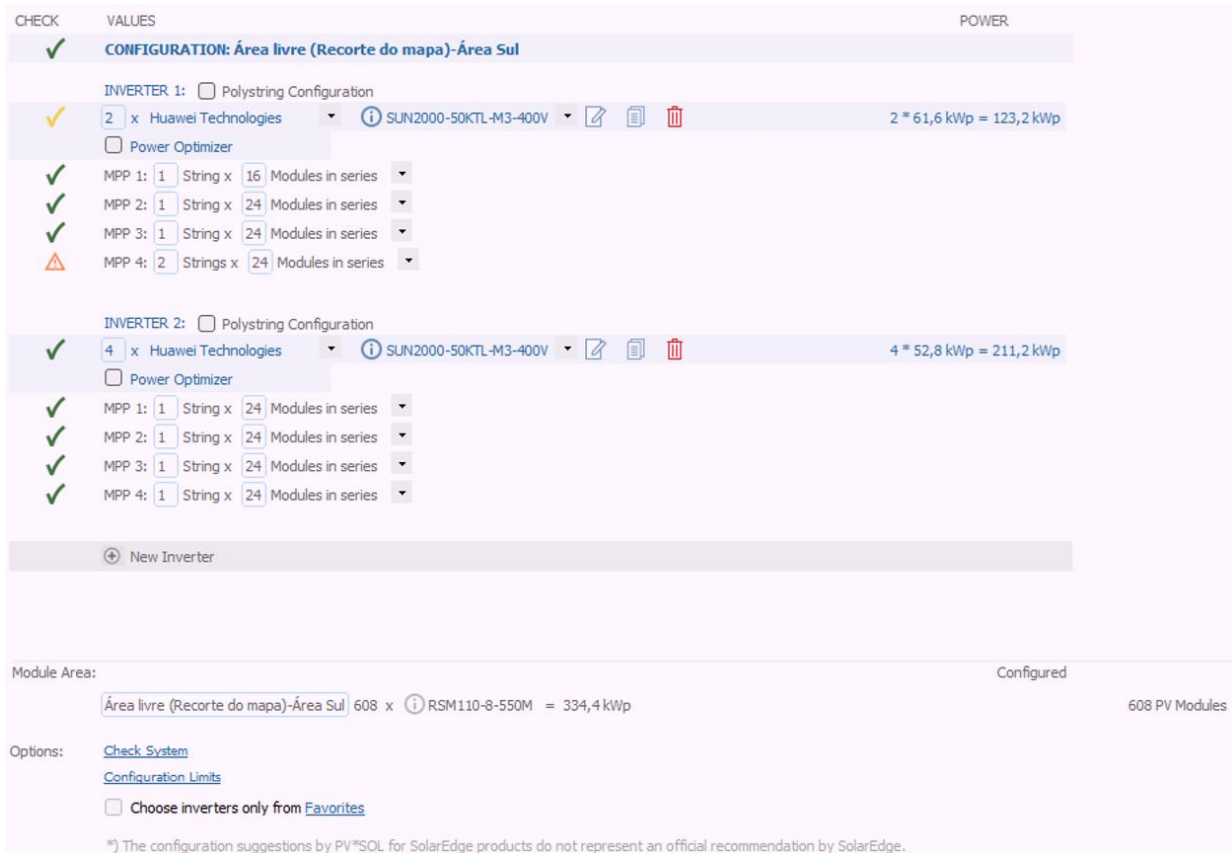 CHECK VALUES POWER
CONFIGURATION: Área livre (Recorte do mapa)-Área Sul
INVERTER 1: Polystring Configuration
2 x Huawei Technologies SUN2000-50KTL-M3-400V 2 * 61,6 kWp = 123,2 kWp
Power Optimizer
MPP 1: 1 String x 16 Modules in series
MPP 2: 1 String x 24 Modules in series
MPP 3: 1 String x 24 Modules in series
MPP 4: 2 Strings x 24 Modules in series
INVERTER 2: Polystring Configuration
4 x Huawei Technologies SUN2000-50KTL-M3-400V 4 * 52,8 kWp = 211,2 kWp
Power Optimizer
MPP 1: 1 String x 24 Modules in series
MPP 2: 1 String x 24 Modules in series
MPP 3: 1 String x 24 Modules in series
MPP 4: 1 String x 24 Modules in series
New Inverter
Module Area: Configured
Área livre (Recorte do mapa)-Área Sul 608 x RSM110-8-550M = 334,4 kWp 608 PV Modules
Options: Check System
Configuration Limits
Choose inverters only from Favorites
*) The configuration suggestions by PV*SOL for SolarEdge products do not represent an official recommendation by SolarEdge.